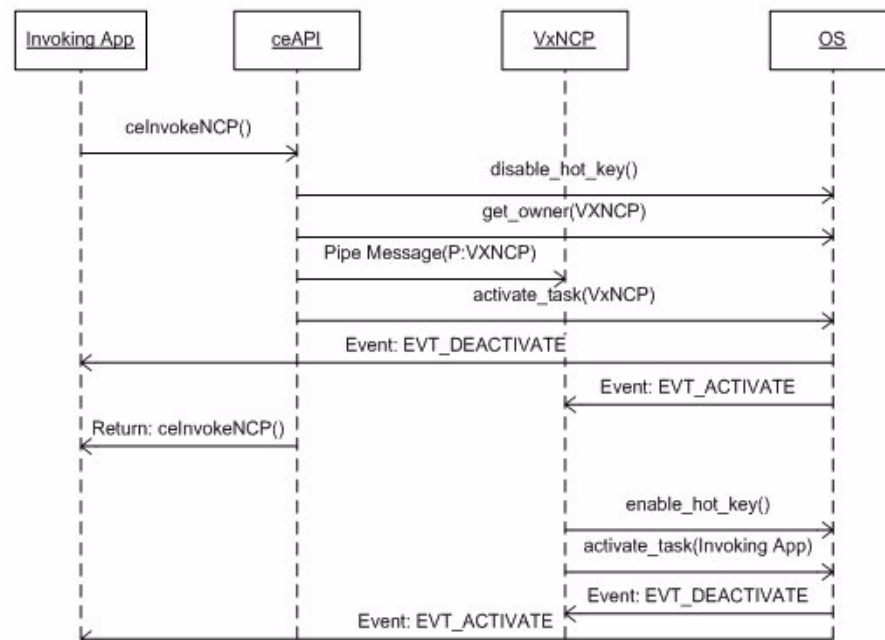 Invoking App
ceAPI
VxNCP
OS
ceInvokeNCP()
disable_hot_key()
get_owner(VXNCP)
Pipe Message(P:VXNCP)
activate_task(VxNCP)
Event: EVT_DEACTIVATE
Event: EVT_ACTIVATE
Return: ceInvokeNCP()
enable_hot_key()
activate_task(Invoking App)
Event: EVT_DEACTIVATE
Event: EVT_ACTIVATE